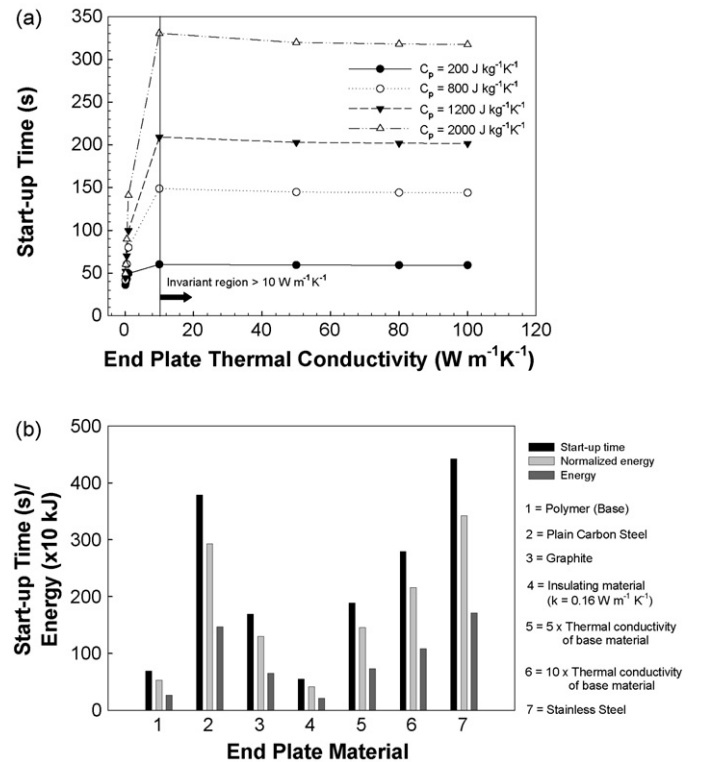 (a)
350
300
250
200
150
100
50
0
Start-up Time (s)
C_p = 200 J kg⁻¹K⁻¹
C_p = 800 J kg⁻¹K⁻¹
C_p = 1200 J kg⁻¹K⁻¹
C_p = 2000 J kg⁻¹K⁻¹
Invariant region > 10 W m⁻¹K⁻¹
0 20 40 60 80 100 120
End Plate Thermal Conductivity (W m⁻¹K⁻¹)
(b)
500
400
300
200
100
0
Start-up Time (s)/
Energy (x10 kJ)
Start-up time
Normalized energy
Energy
1 = Polymer (Base)
2 = Plain Carbon Steel
3 = Graphite
4 = Insulating material
(k = 0.16 W m⁻¹ K⁻¹)
5 = 5 x Thermal conductivity
of base material
6 = 10 x Thermal conductivity
of base material
7 = Stainless Steel
1 2 3 4 5 6 7
End Plate Material